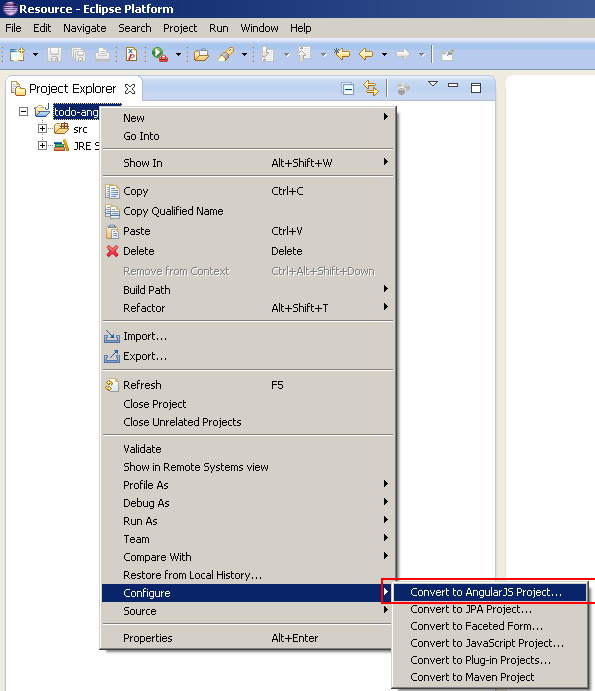 Resource - Eclipse Platform
File Edit Navigate Search Project Run Window Help
Project Explorer
todo-ang
src
JRE S
New
Go Into
Show In Alt+Shift+W
Copy Ctrl+C
Copy Qualified Name
Paste Ctrl+V
Delete Delete
Remove from Context Ctrl+Alt+Shift+Down
Build Path
Refactor Alt+Shift+T
Import...
Export...
Refresh F5
Close Project
Close Unrelated Projects
Validate
Show in Remote Systems view
Profile As
Debug As
Run As
Team
Compare With
Restore from Local History...
Configure
Source
Properties Alt+Enter
Convert to AngularJS Project...
Convert to JPA Project...
Convert to Faceted Form...
Convert to JavaScript Project...
Convert to Plug-in Projects...
Convert to Maven Project